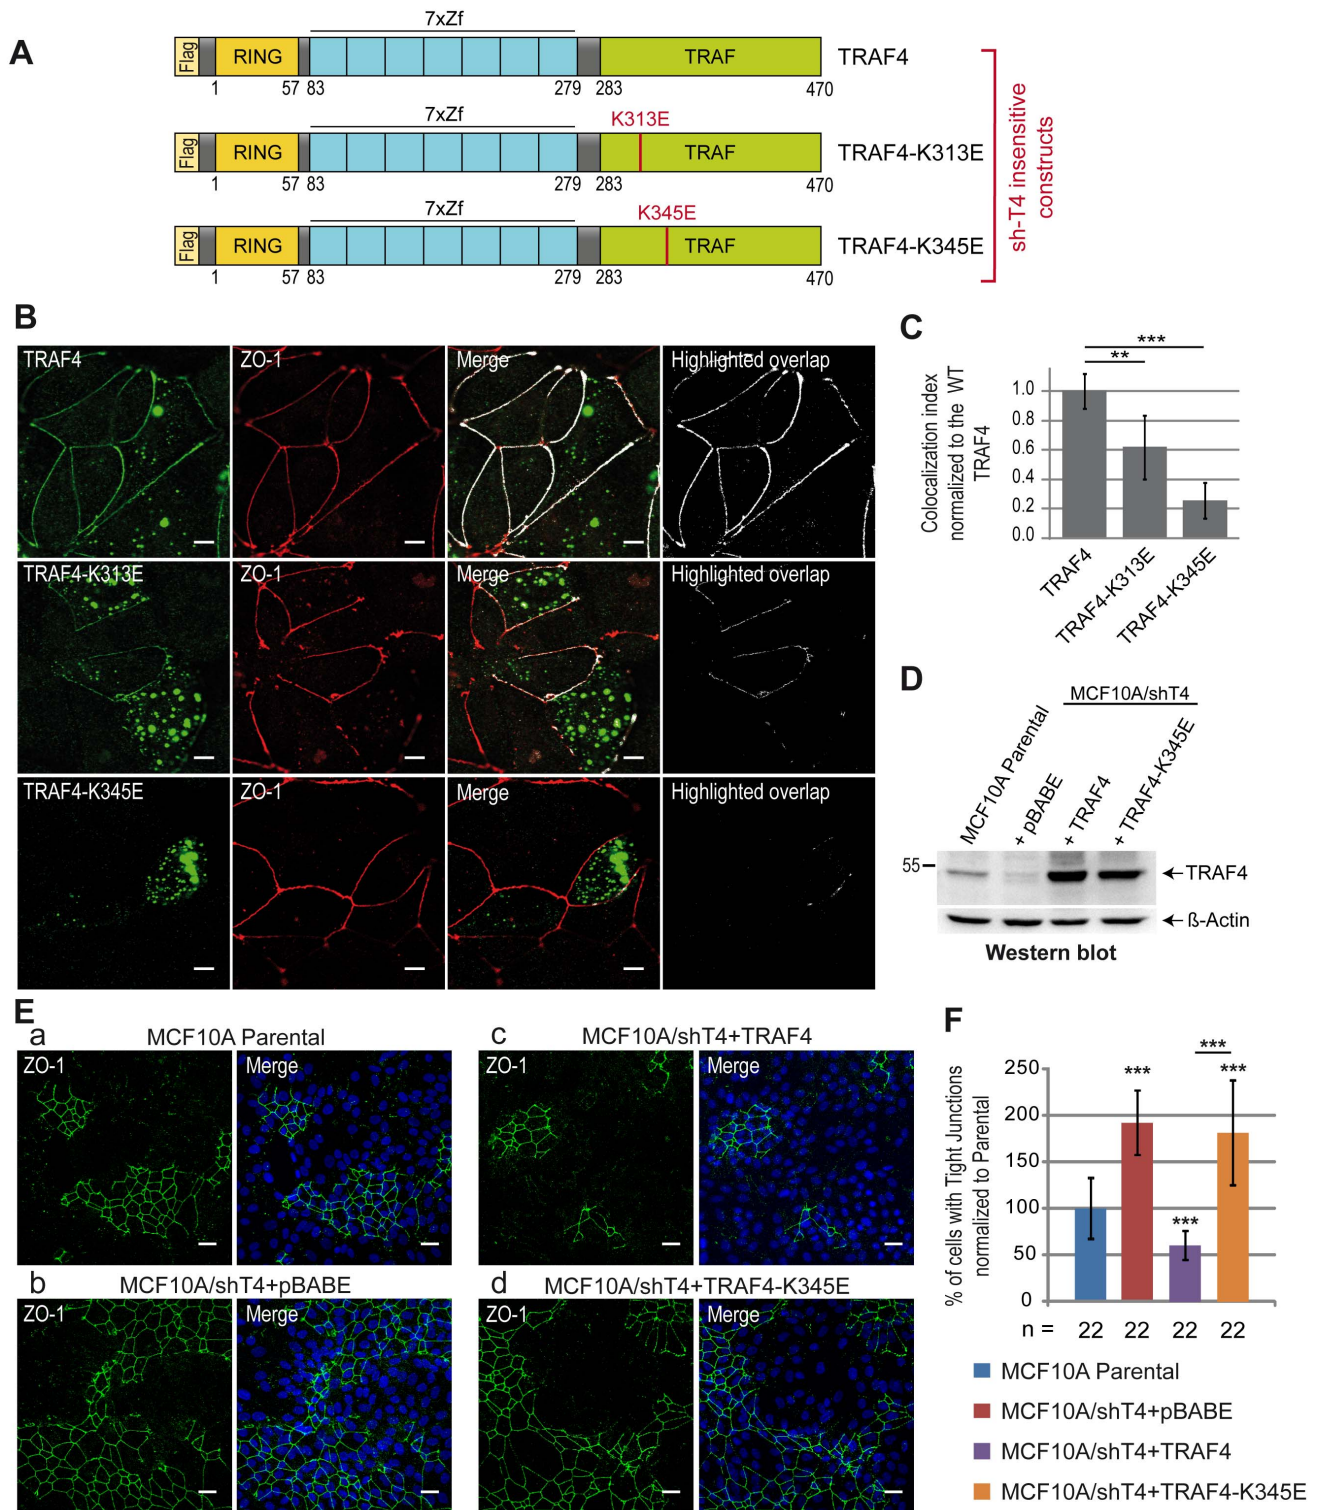 A
7xZf
Flag RING TRAF TRAF4
1 57 83 279 283 470
7xZf K313E
Flag RING TRAF TRAF4-K313E
1 57 83 279 283 470
7xZf K345E
Flag RING TRAF TRAF4-K345E
1 57 83 279 283 470
sh-T4 insensitive
constructs
B
TRAF4 ZO-1 Merge Highlighted overlap
TRAF4-K313E ZO-1 Merge Highlighted overlap
TRAF4-K345E ZO-1 Merge Highlighted overlap
C
Colocalization index
normalized to the WT
TRAF4
***
**
1.0
0.8
0.6
0.4
0.2
0.0
TRAF4
TRAF4-K313E
TRAF4-K345E
D
MCF10A/shT4
MCF10A Parental
+ pBABE
+ TRAF4
+ TRAF4-K345E
55
TRAF4
ß-Actin
Western blot
E
a
MCF10A Parental
ZO-1 Merge
c
MCF10A/shT4+TRAF4
ZO-1 Merge
b
MCF10A/shT4+pBABE
ZO-1 Merge
d
MCF10A/shT4+TRAF4-K345E
ZO-1 Merge
F
% of cells with Tight Junctions
normalized to Parental
***
*** ***
***
250
200
150
100
50
0
n = 22 22 22 22
MCF10A Parental
MCF10A/shT4+pBABE
MCF10A/shT4+TRAF4
MCF10A/shT4+TRAF4-K345E